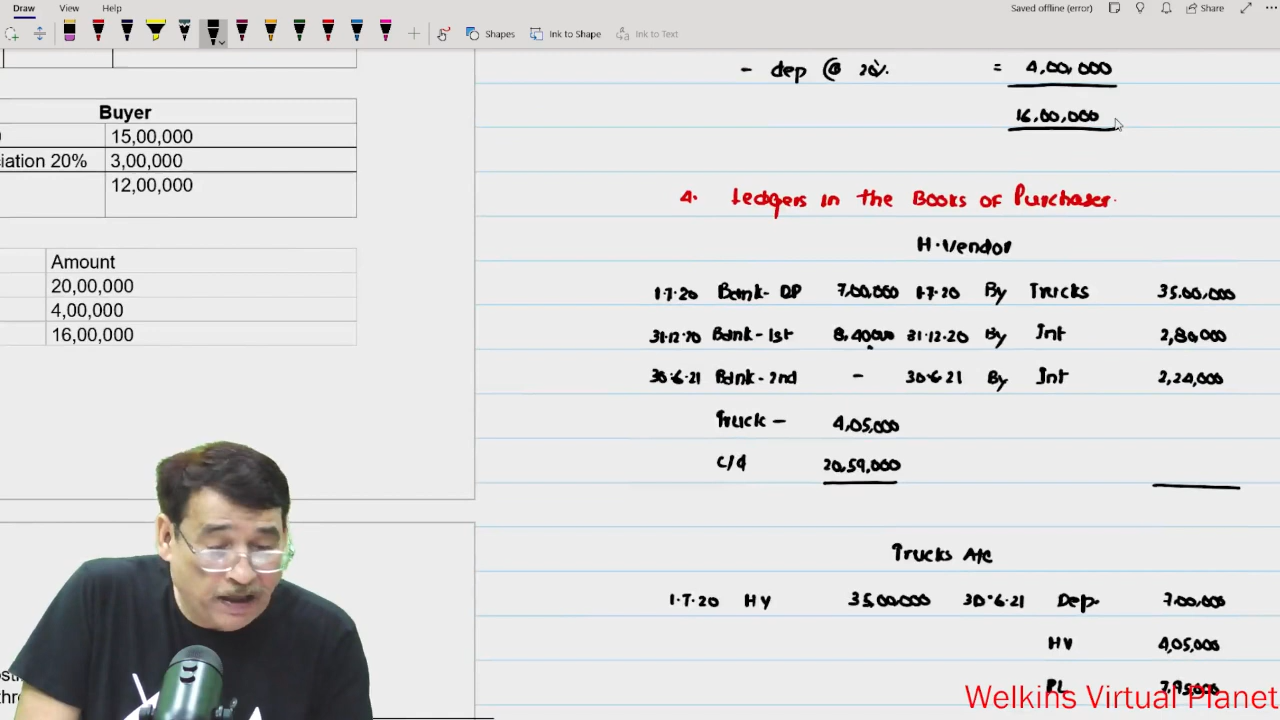 Draw View Help Saved offline (error) Share
Shapes Ink to Shape Ink to Text
Buyer
15,00,000
iation 20% 3,00,000
12,00,000
Amount
20,00,000
4,00,000
16,00,000
- dep @ 20% = 4,00,000
16,00,000
4. Ledgers in the Books of Purchaser.
H.Vendor
1.7.20 Bank- DP 7,00,000 1.7.20 By Trucks 35,00,000
31.12.20 Bank-1st 8,40,000 31.12.20 By Int 2,80,000
30.6.21 Bank-2nd - 30.6.21 By Int 2,24,000
Truck - 4,05,000
C/d 20,59,000
Trucks A/c
1.7.20 HV 35,00,000 30.6.21 Dep. 7,00,000
HV 4,05,000
PL 7,95,000
Welkins Virtual Planet